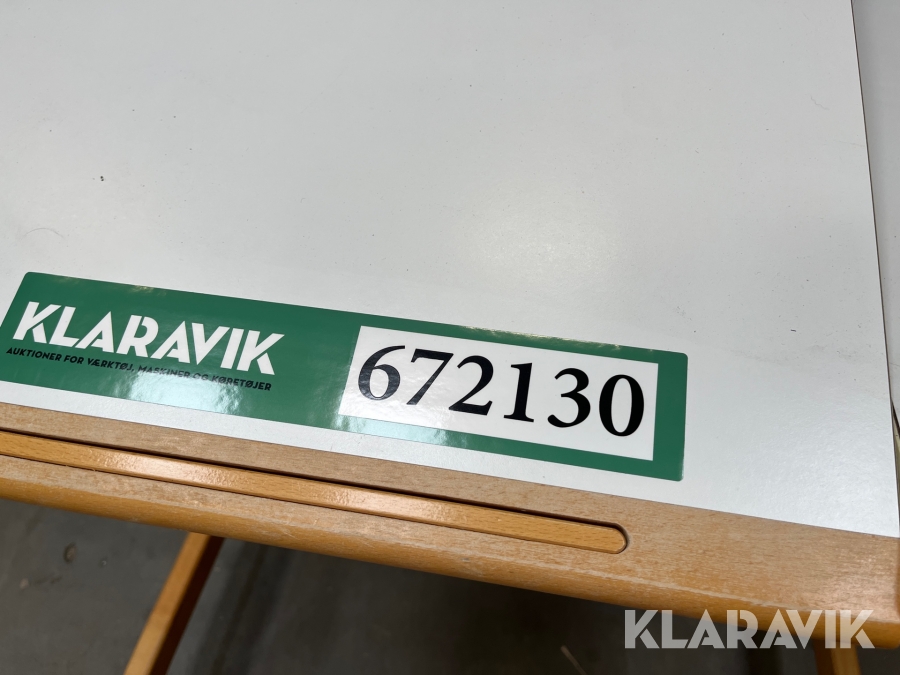 KLARAVIK
AUKTIONER FOR VÆRKTØJ, MASKINER OG KØRETØJER
672130
KLARAVIK